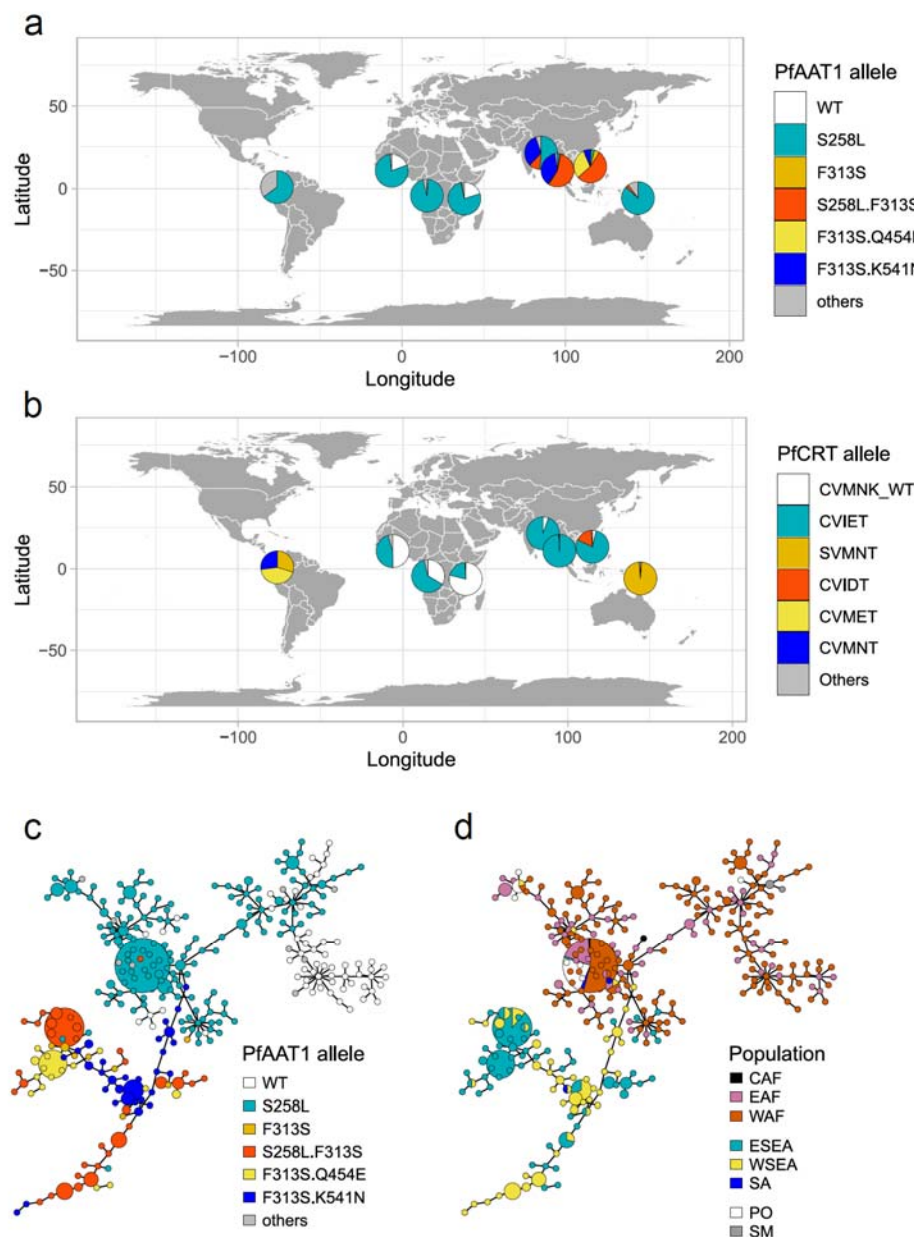 a
PfAAT1 allele
WT
S258L
F313S
S258L.F313S
F313S.Q454
F313S.K541N
others
50
0
−50
Latitude
−100
0
100
200
Longitude
b
PfCRT allele
CVMNK_WT
CVIET
SVMNT
CVIDT
CVMET
CVMNT
Others
50
0
−50
Latitude
−100
0
100
200
Longitude
c
PfAAT1 allele
WT
S258L
F313S
S258L.F313S
F313S.Q454E
F313S.K541N
others
d
Population
CAF
EAF
WAF
ESEA
WSEA
SA
PO
SM